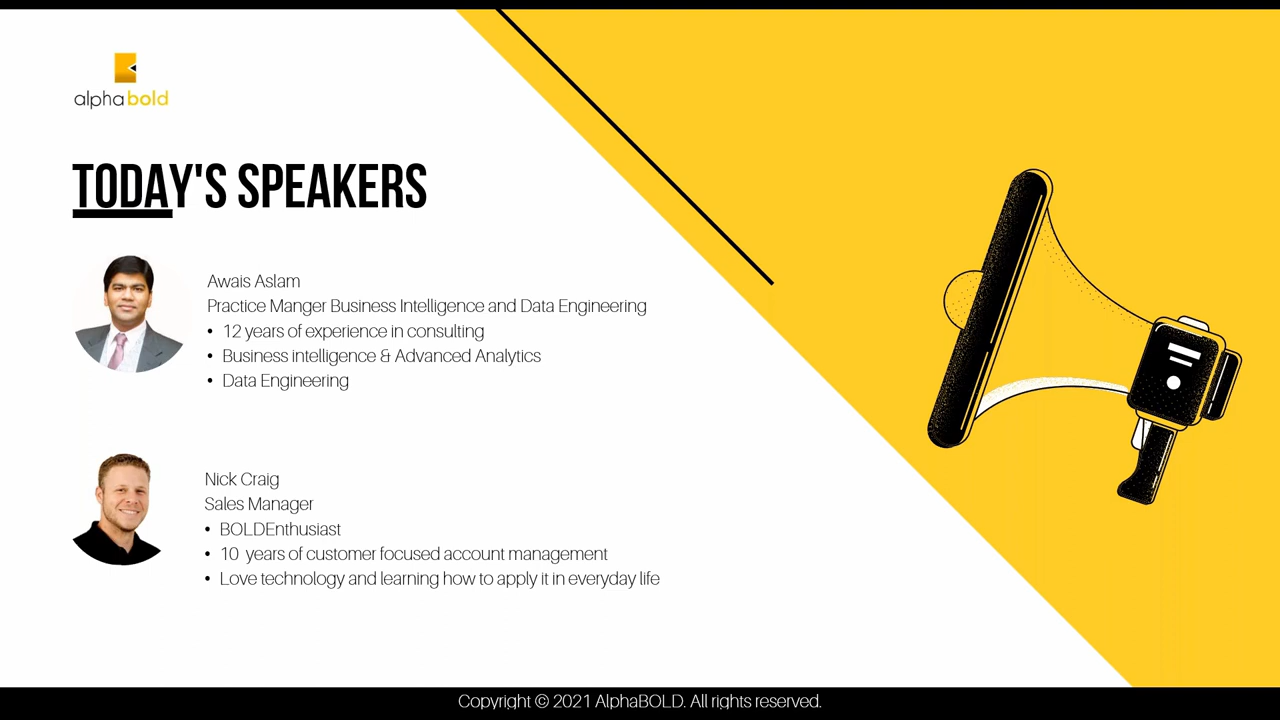 alphabold
TODAY'S SPEAKERS
Awais Aslam
Practice Manger Business Intelligence and Data Engineering
• 12 years of experience in consulting
• Business intelligence & Advanced Analytics
• Data Engineering
Nick Craig
Sales Manager
• BOLDEnthusiast
• 10 years of customer focused account management
• Love technology and learning how to apply it in everyday life
Copyright © 2021 AlphaBOLD. All rights reserved.